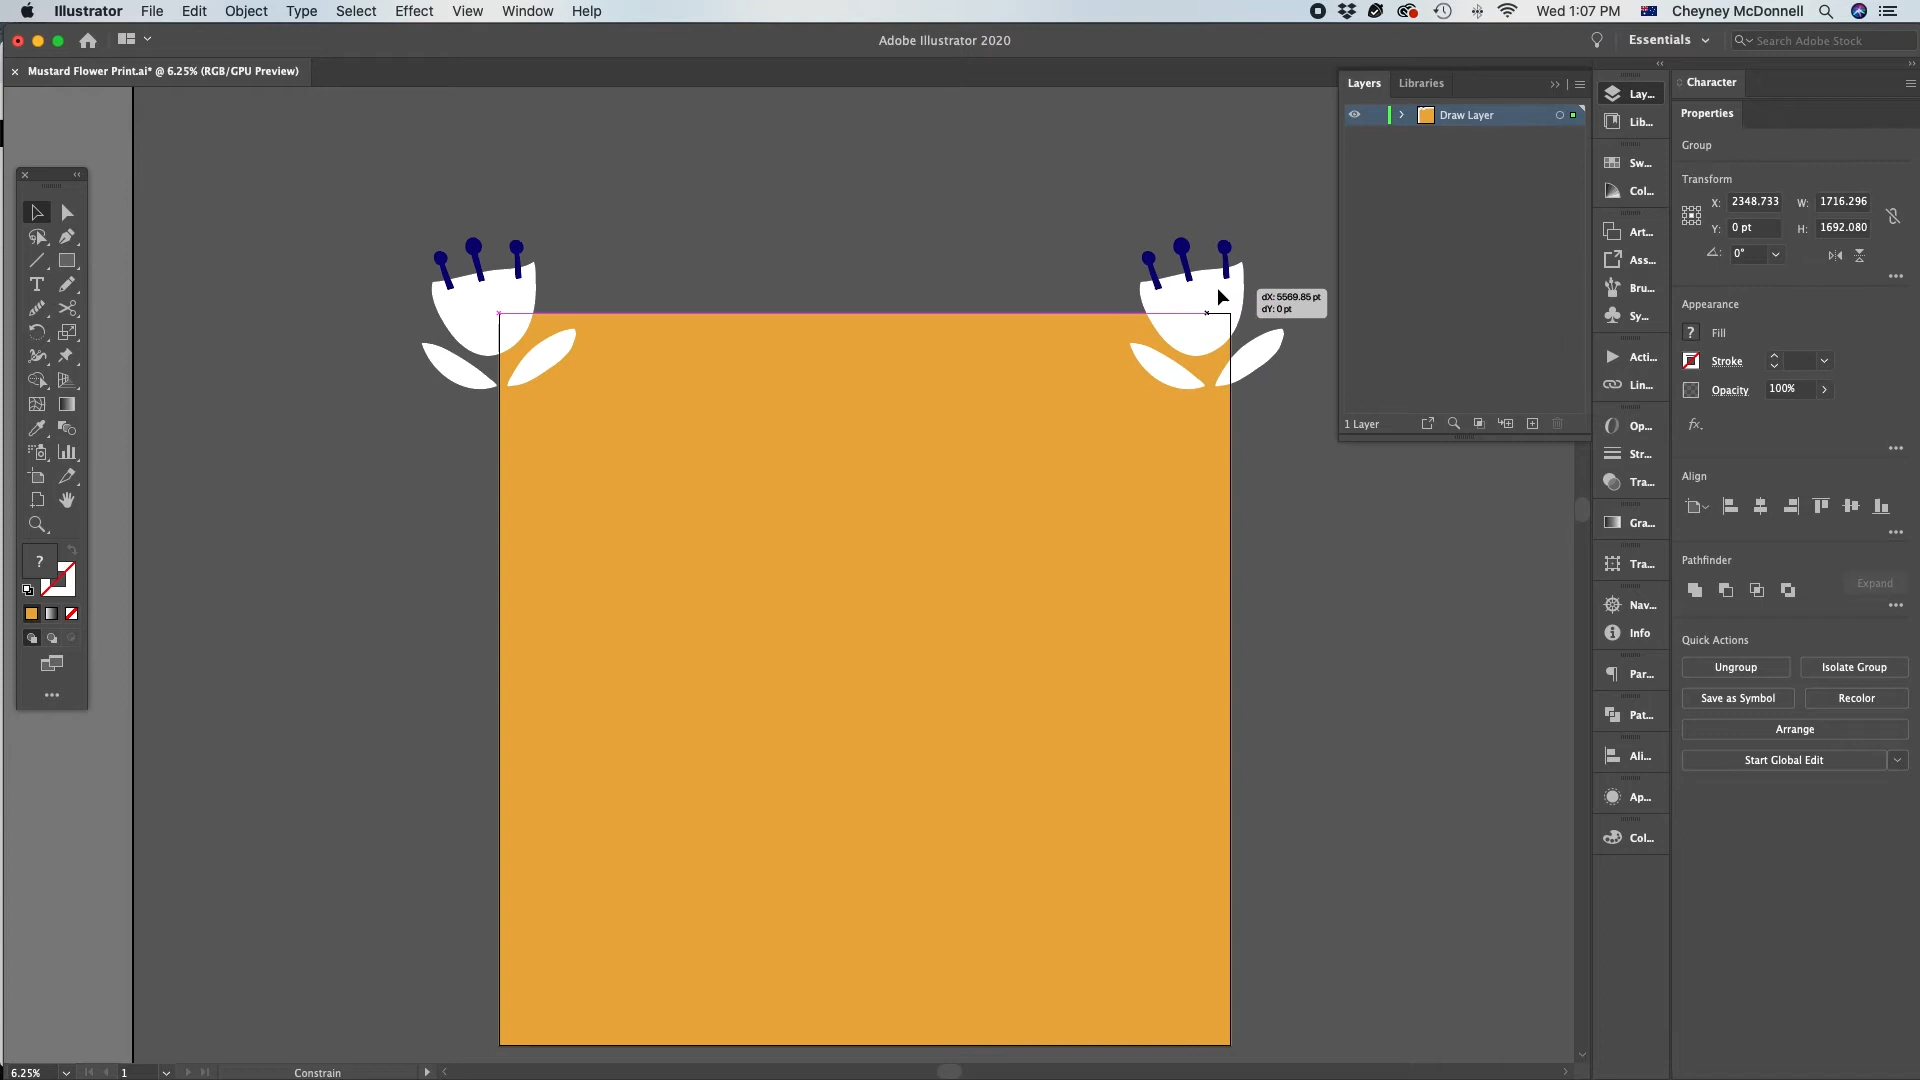 Illustrator File Edit Object Type Select Effect View Window Help
Wed 1:07 PM Cheyney McDonnell
Adobe Illustrator 2020
Essentials
Search Adobe Stock
× Mustard Flower Print.ai* @ 6.25% (RGB/GPU Preview)
Layers Libraries
Draw Layer
1 Layer
dX: 5569.85 pt
dY: 0 pt
T
?
Lay...
Lib...
Sw...
Col...
Art...
Ass...
Bru...
Sy...
Acti...
Lin...
Op...
Str...
Tra...
Gra...
Tra...
Nav...
Info
Par...
Pat...
Ali...
Ap...
Col...
Character
Properties
Group
Transform
X: 2348.733 W: 1716.296
Y: 0 pt H: 1692.080
0°
Appearance
? Fill
Stroke
Opacity 100%
fx.
Align
Pathfinder
Expand
Quick Actions
Ungroup Isolate Group
Save as Symbol Recolor
Arrange
Start Global Edit
6.25% 1 Constrain